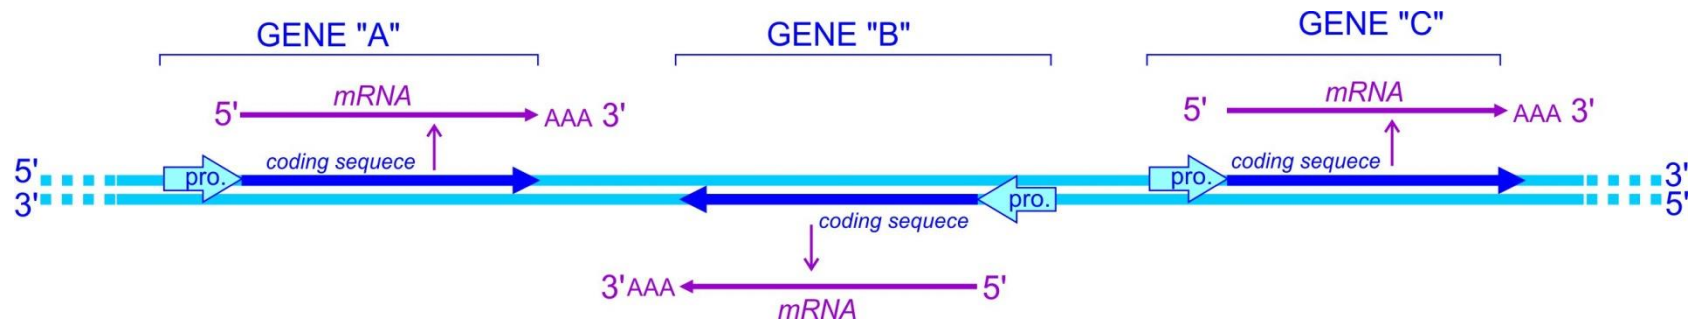 GENE "A" GENE "B" GENE "C"
5' mRNA AAA 3' 5' mRNA AAA 3'
5' pro. coding sequece pro. coding sequece 3'
3' coding sequece pro. 5'
3' AAA mRNA 5'